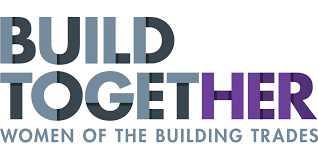 BUILD
TOGETHER
WOMEN OF THE BUILDING TRADES